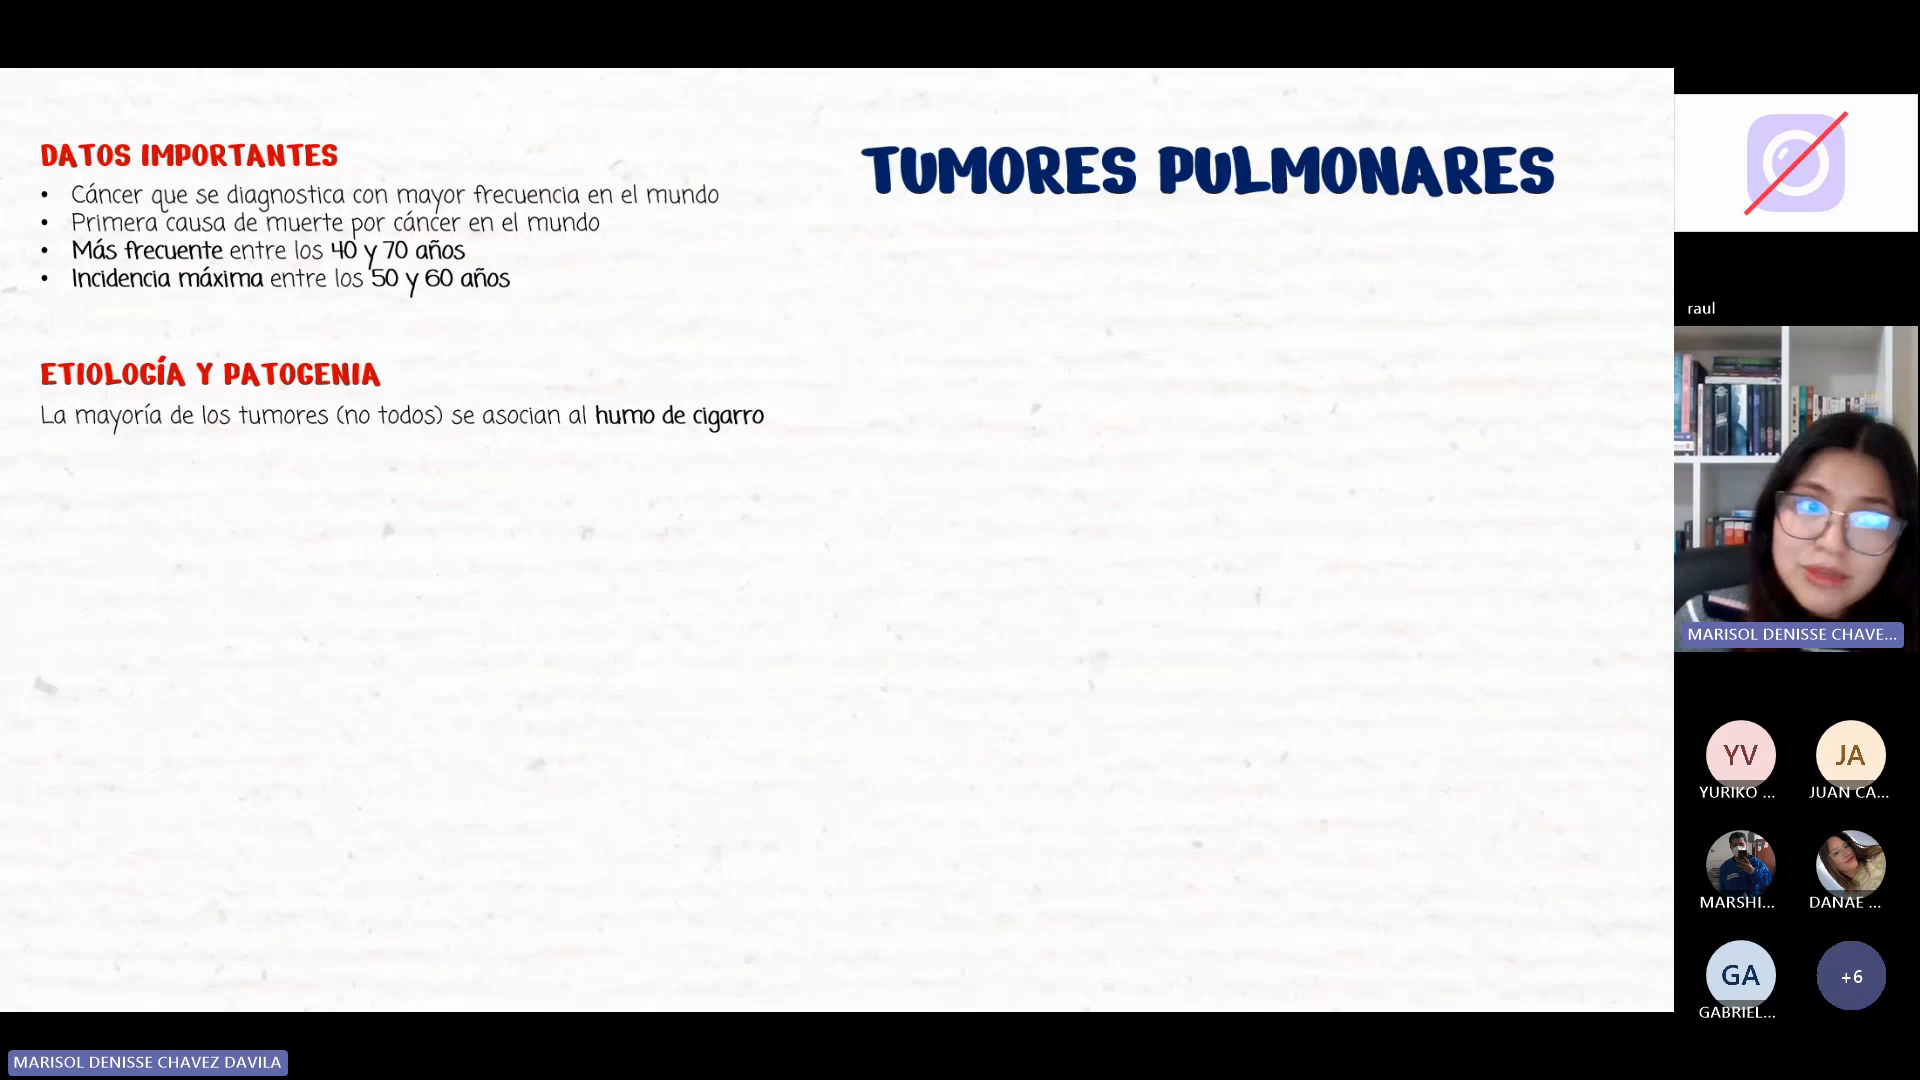 DATOS IMPORTANTES
• Cáncer que se diagnostica con mayor frecuencia en el mundo
• Primera causa de muerte por cáncer en el mundo
• Más frecuente entre los 40 y 70 años
• Incidencia máxima entre los 50 y 60 años
ETIOLOGÍA Y PATOGENIA
La mayoría de los tumores (no todos) se asocian al humo de cigarro
TUMORES PULMONARES
raul
MARISOL DENISSE CHAVE...
YV
YURIKO ...
JA
JUAN CA...
MARSHI...
DANAE ...
GA
GABRIEL...
+6
MARISOL DENISSE CHAVEZ DAVILA